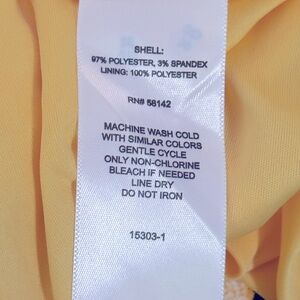 SHELL:
97% POLYESTER, 3% SPANDEX
LINING: 100% POLYESTER
RN# 58142
MACHINE WASH COLD
WITH SIMILAR COLORS
GENTLE CYCLE
ONLY NON-CHLORINE
BLEACH IF NEEDED
LINE DRY
DO NOT IRON
15303-1